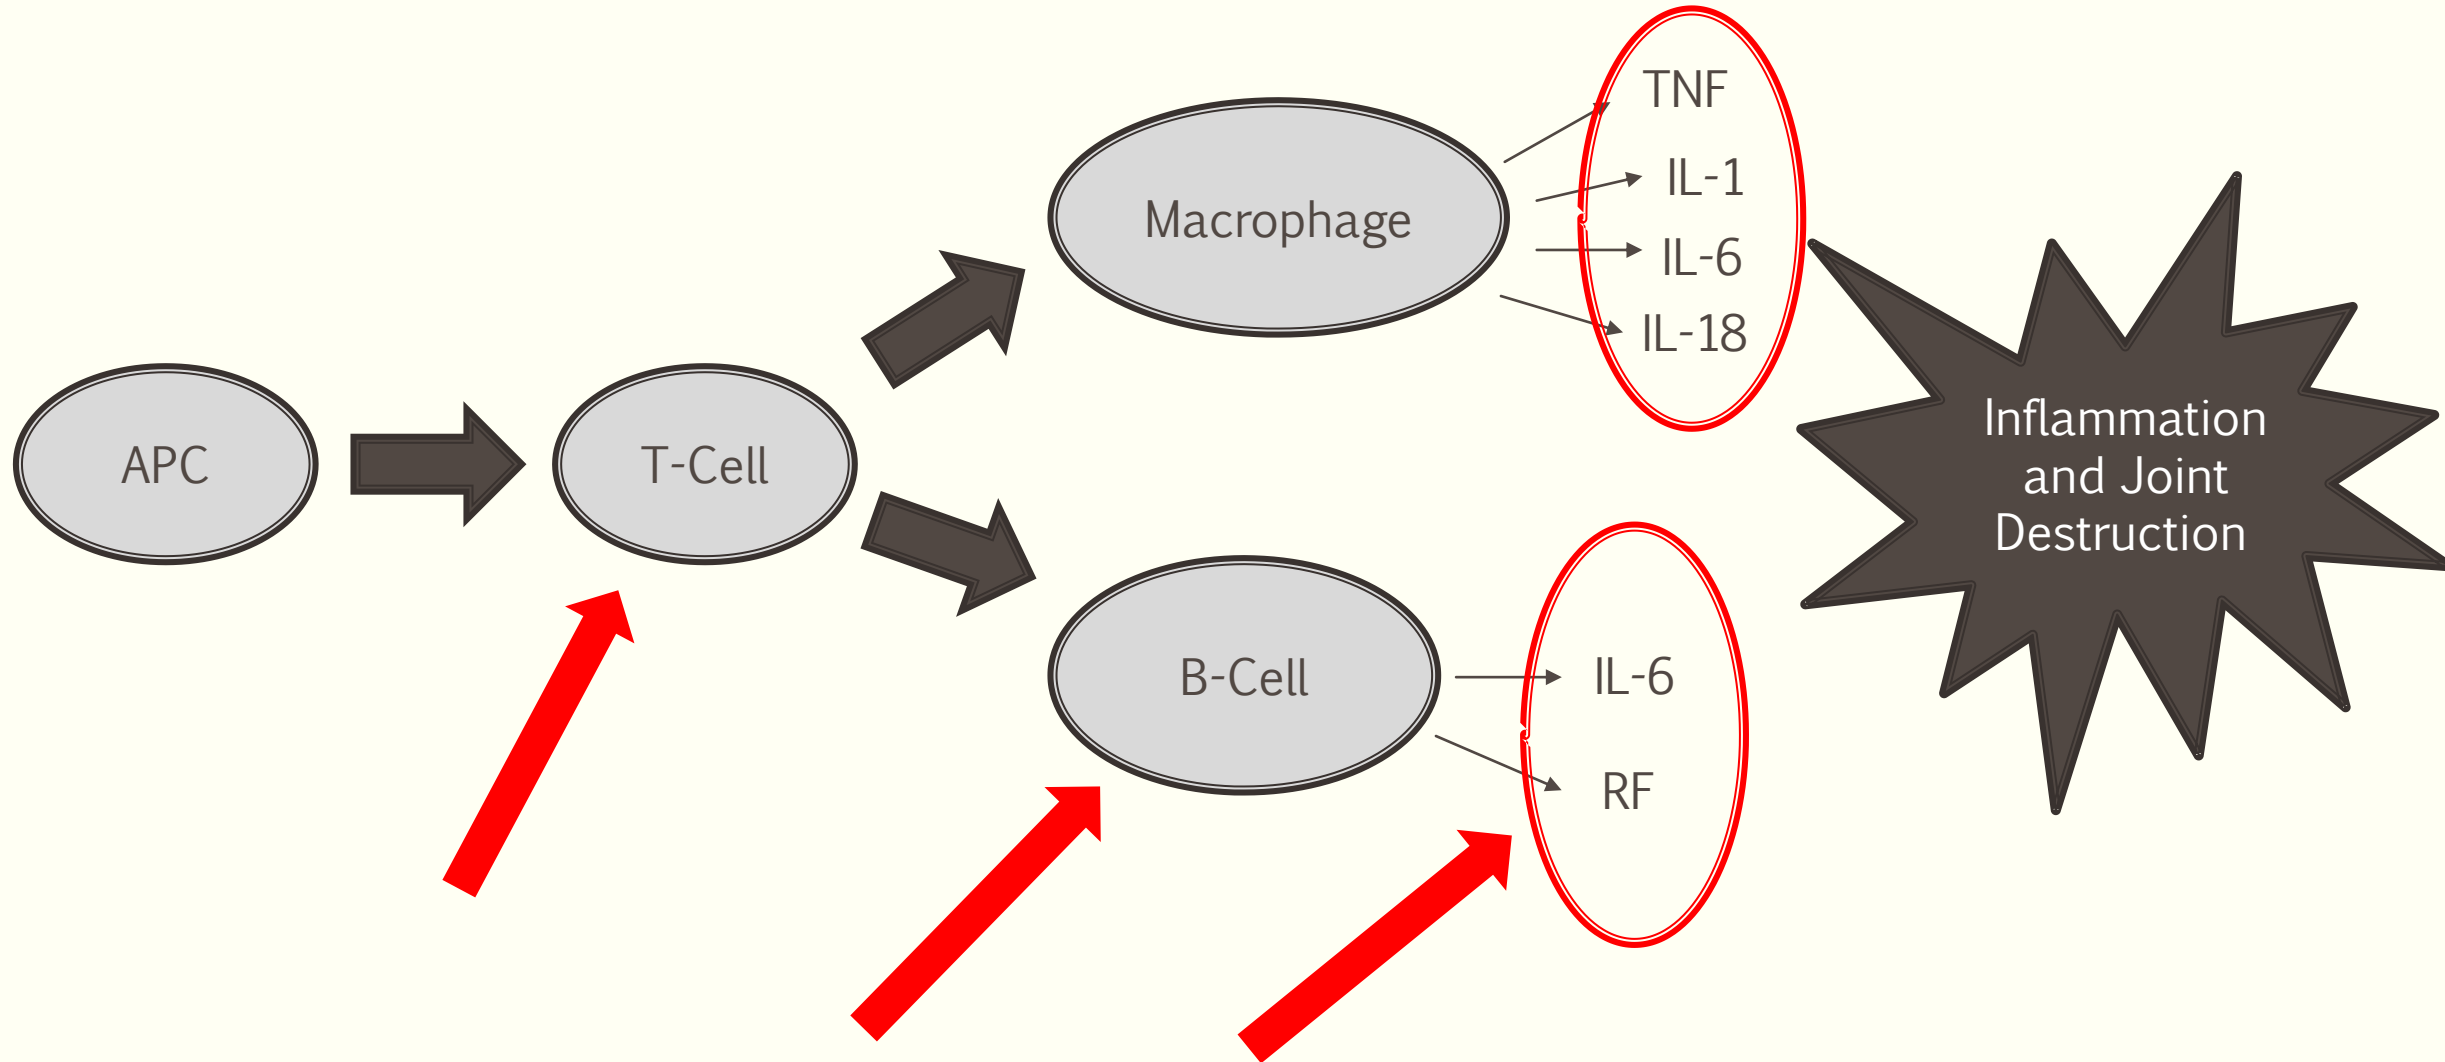 APC
T-Cell
Macrophage
TNF
IL-1
IL-6
IL-18
B-Cell
IL-6
RF
Inflammation
and Joint
Destruction